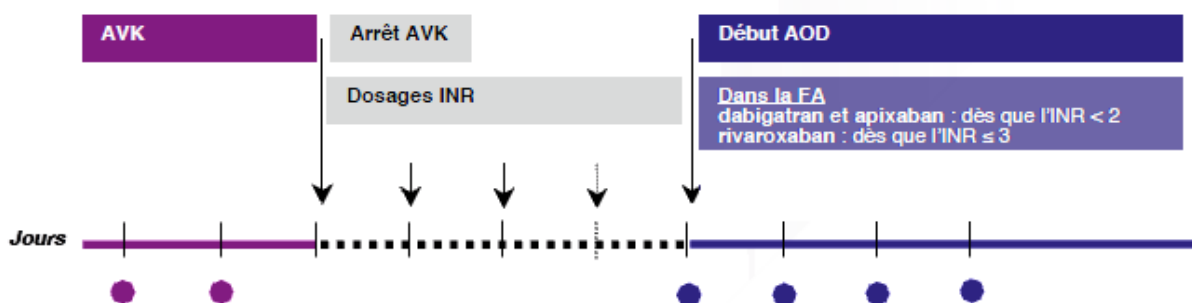 AVK
Arrêt AVK
Début AOD
Dosages INR
Dans la FA
dabigatran et apixaban : dès que l'INR < 2
rivaroxaban : dès que l'INR ≤ 3
Jours